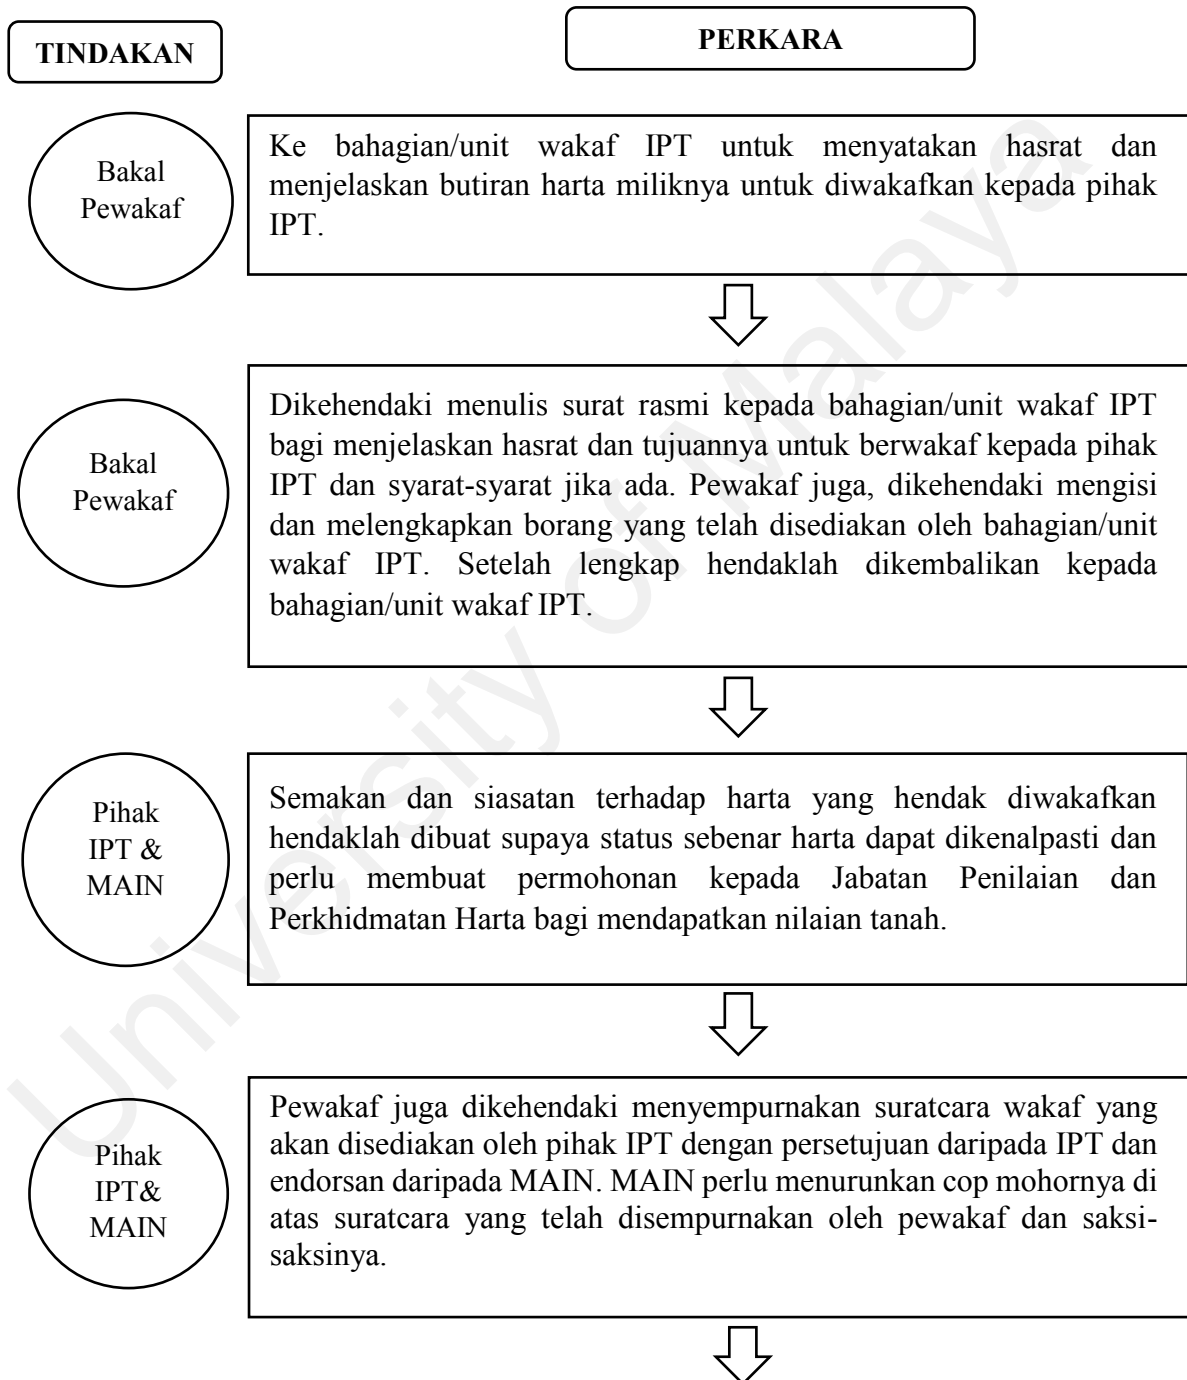 TINDAKAN
PERKARA
Bakal
Pewakaf
Ke bahagian/unit wakaf IPT untuk menyatakan hasrat dan
menjelaskan butiran harta miliknya untuk diwakafkan kepada pihak
IPT.
Bakal
Pewakaf
Dikehendaki menulis surat rasmi kepada bahagian/unit wakaf IPT
bagi menjelaskan hasrat dan tujuannya untuk berwakaf kepada pihak
IPT dan syarat-syarat jika ada. Pewakaf juga, dikehendaki mengisi
dan melengkapkan borang yang telah disediakan oleh bahagian/unit
wakaf IPT. Setelah lengkap hendaklah dikembalikan kepada
bahagian/unit wakaf IPT.
Pihak
IPT &
MAIN
Semakan dan siasatan terhadap harta yang hendak diwakafkan
hendaklah dibuat supaya status sebenar harta dapat dikenalpasti dan
perlu membuat permohonan kepada Jabatan Penilaian dan
Perkhidmatan Harta bagi mendapatkan nilaian tanah.
Pihak
IPT&
MAIN
Pewakaf juga dikehendaki menyempurnakan suratcara wakaf yang
akan disediakan oleh pihak IPT dengan persetujuan daripada IPT dan
endorsan daripada MAIN. MAIN perlu menurunkan cop mohornya di
atas suratcara yang telah disempurnakan oleh pewakaf dan saksi-
saksinya.
University of Malaya